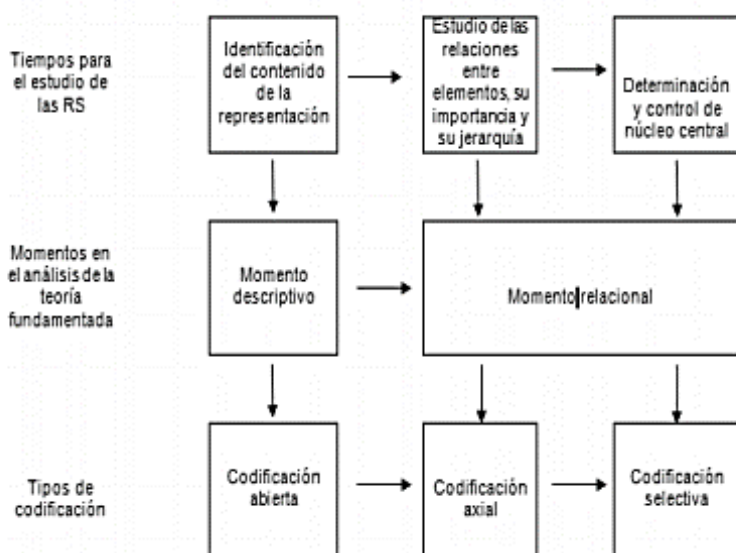 Tiempos para
el estudio de
las RS
Identificación
del contenido
de la
representación
Estudio de las
relaciones
entre
elementos, su
importancia y
su jerarquía
Determinación
y control de
núcleo central
Momentos en
el análisis de la
teoría
fundamentada
Momento
descriptivo
Momento relacional
Tipos de
codificación
Codificación
abierta
Codificación
axial
Codificación
selectiva